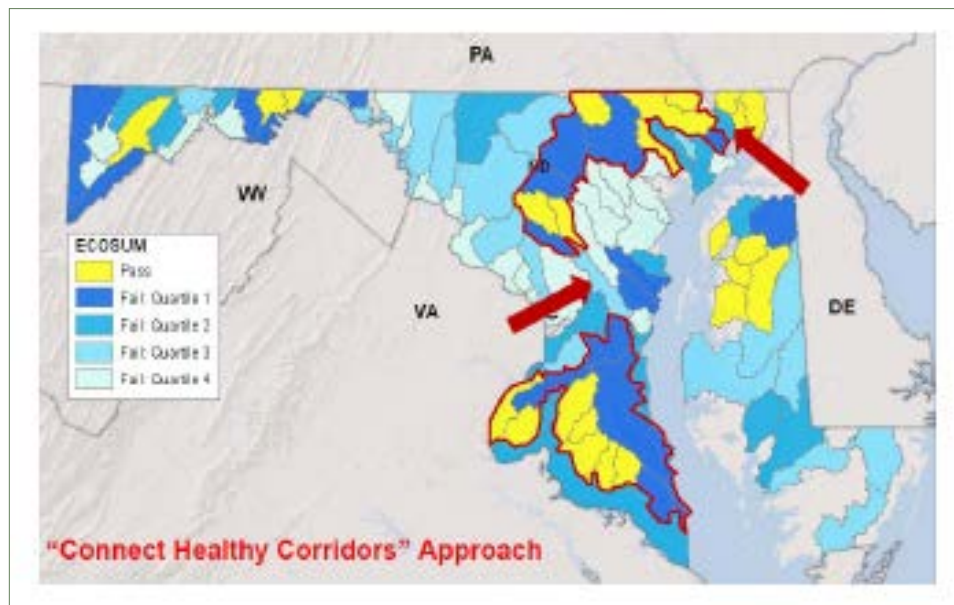 PA
MD
WV
ECOSUM
Pass
Fail: Quartile 1
Fail: Quartile 2
Fail: Quartile 3
Fail: Quartile 4
VA
DE
“Connect Healthy Corridors” Approach